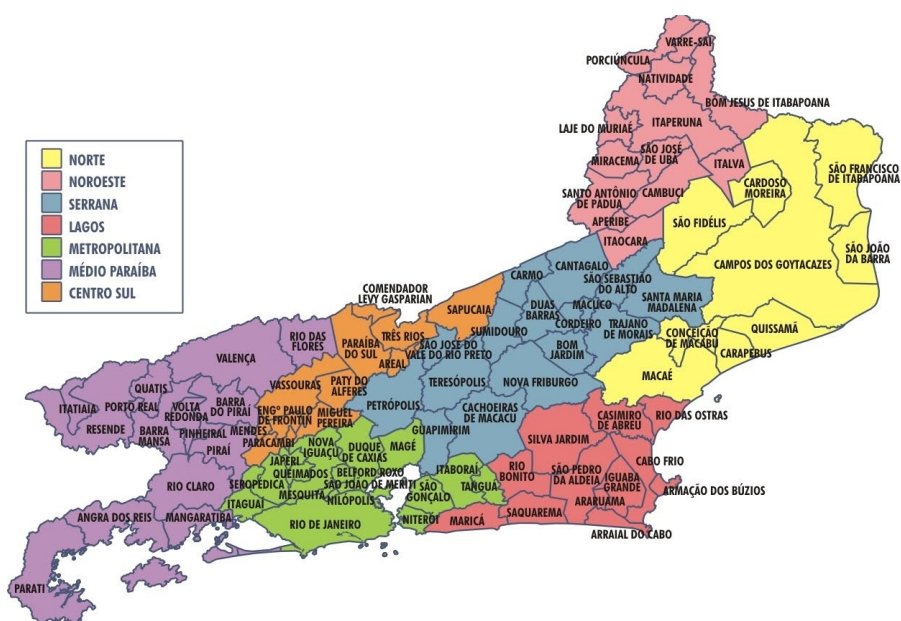 NORTE
NOROESTE
SERRANA
LAGOS
METROPOLITANA
MÉDIO PARAÍBA
CENTRO SUL
VARRE-SAI
PORCIÚNCULA
NATIVIDADE
BOM JESUS DE ITABAPOANA
ITAPERUNA
LAJE DO MURIAÉ
SÃO JOSÉ
DE UBÁ
MIRACEMA
ITALVA
SÃO FRANCISCO
DE ITABAPOANA
CARDOSO
MOREIRA
SANTO ANTÔNIO
DE PADUA
CAMBUCI
APERIBE
SÃO FIDÉLIS
ITAOCARA
SÃO JOÃO
DA BARRA
CAMPOS DOS GOYTACAZES
CARMO
CANTAGALO
SÃO SEBASTIÃO
DO ALTO
SANTA MARIA
MADALENA
COMENDADOR
LEVY GASPARIAN
SAPUCAIA
DUAS
BARRAS
MACUCO
CORDEIRO
TRAJANO
DE MORAIS
CONCEIÇÃO
DE MACABU
QUISSAMÃ
CARAPEBUS
RIO DAS
FLORES
PARAÍBA
DO SUL
TRÊS RIOS
AREAL
SUMIDOURO
SÃO JOSÉ DO
VALE DO RIO PRETO
BOM
JARDIM
VALENÇA
VASSOURAS
PATY DO
ALFERES
TERESÓPOLIS
NOVA FRIBURGO
MACAÉ
ITATIAIA
QUATIS
PORTO REAL
RESENDE
VOLTA
REDONDA
BARRA
DO PIRAI
BARRA
MANSA
PINHEIRAL
PIRAÍ
MENDES
ENGº PAULO
DE FRONTIN
MIGUEL
PEREIRA
PARACAMBI
PETRÓPOLIS
CACHOEIRAS
DE MACACU
GUAPIMIRIM
CASIMIRO
DE ABREU
RIO DAS OSTRAS
SILVA JARDIM
NOVA
IGUAÇU
DUQUE
DE CAXIAS
MAGÉ
JAPERI
QUEIMADOS
BELFORD ROXO
SÃO JOÃO DE MERITI
SEROPÉDICA
MESQUITA
NILÓPOLIS
ITAGUAÍ
RIO DE JANEIRO
ITABORAÍ
SÃO
GONÇALO
TANGUÁ
NITERÓI
RIO
BONITO
SÃO PEDRO
DA ALDEIA
IGUABA
GRANDE
CABO FRIO
ARMAÇÃO DOS BÚZIOS
ARARUAMA
SAQUAREMA
MARICÁ
ARRAIAL DO CABO
RIO CLARO
ANGRA DOS REIS
MANGARATIBA
PARATI